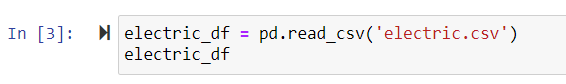 In [3]: electric_df = pd.read_csv('electric.csv')
electric_df